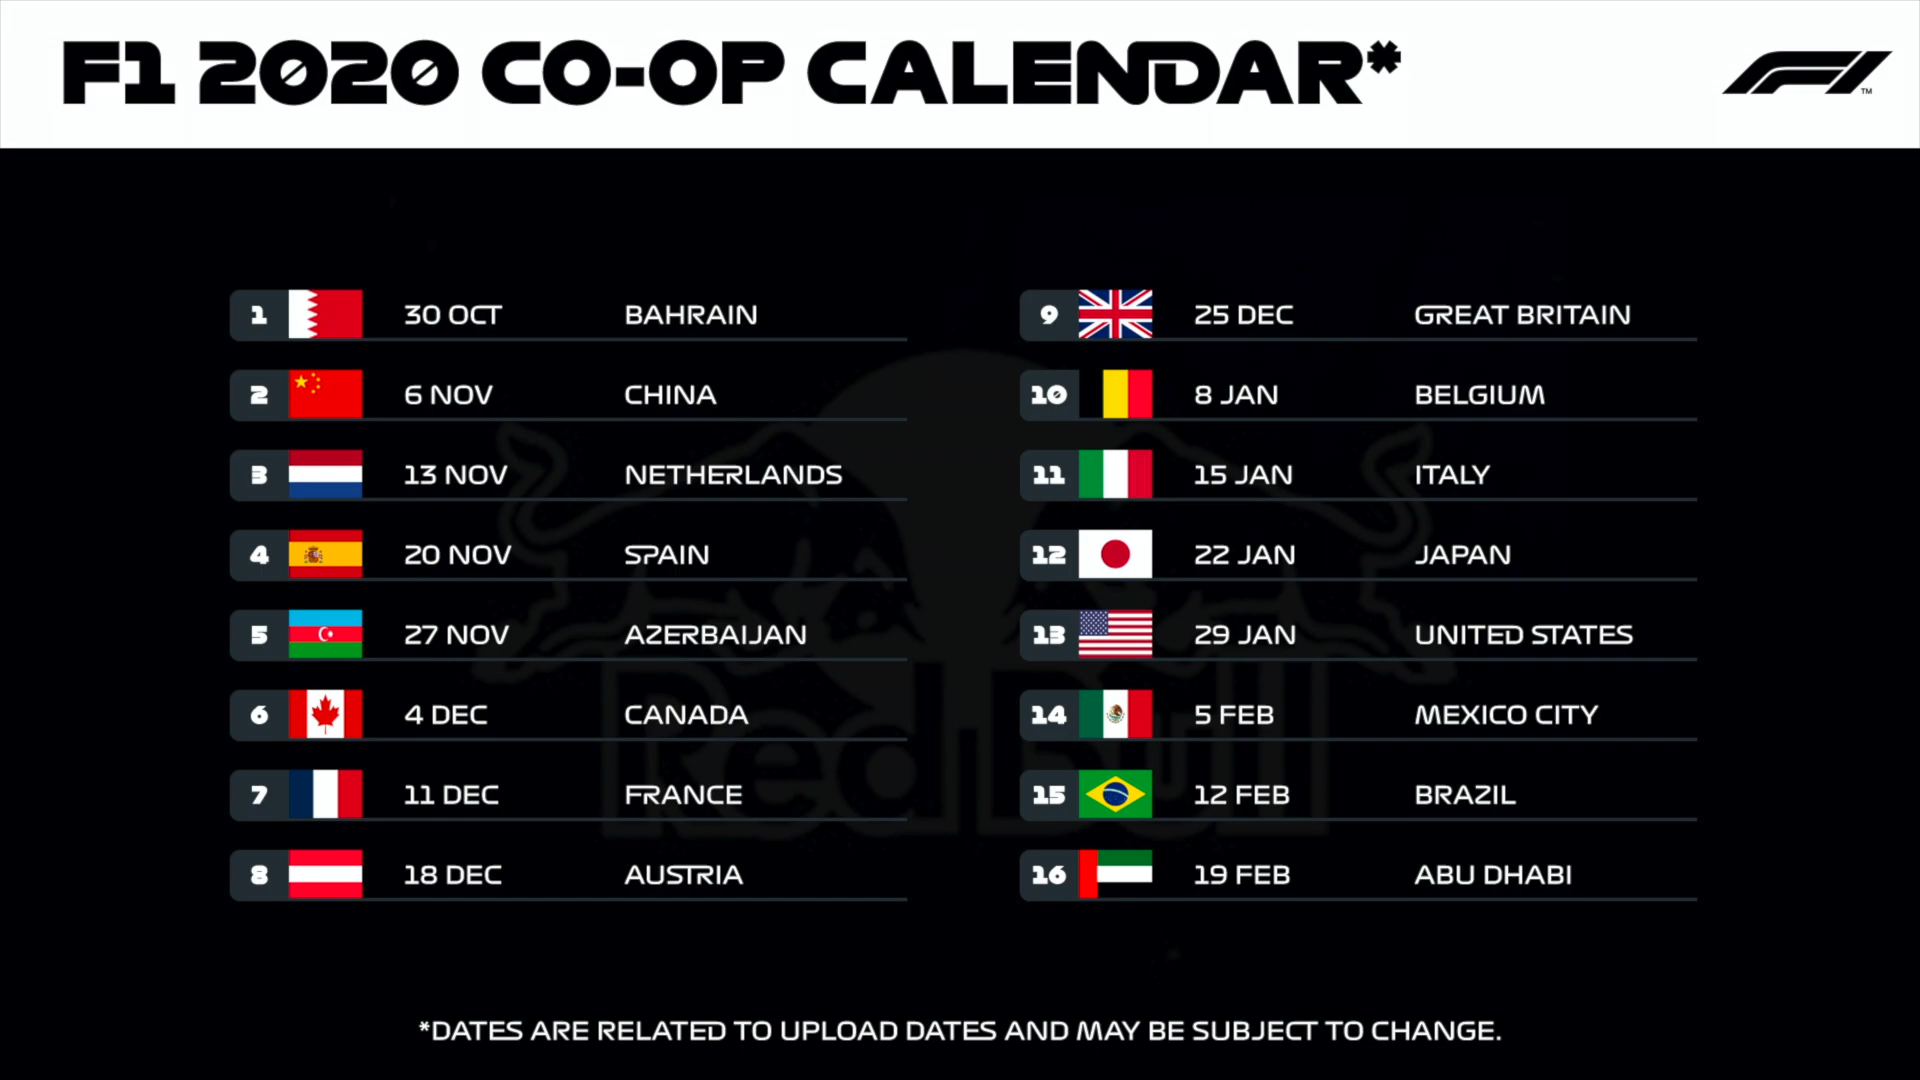 F1 2020 CO-OP CALENDAR*
F1 TM
1 30 OCT BAHRAIN
2 6 NOV CHINA
3 13 NOV NETHERLANDS
4 20 NOV SPAIN
5 27 NOV AZERBAIJAN
6 4 DEC CANADA
7 11 DEC FRANCE
8 18 DEC AUSTRIA
9 25 DEC GREAT BRITAIN
10 8 JAN BELGIUM
11 15 JAN ITALY
12 22 JAN JAPAN
13 29 JAN UNITED STATES
14 5 FEB MEXICO CITY
15 12 FEB BRAZIL
16 19 FEB ABU DHABI
Red Bull
*DATES ARE RELATED TO UPLOAD DATES AND MAY BE SUBJECT TO CHANGE.